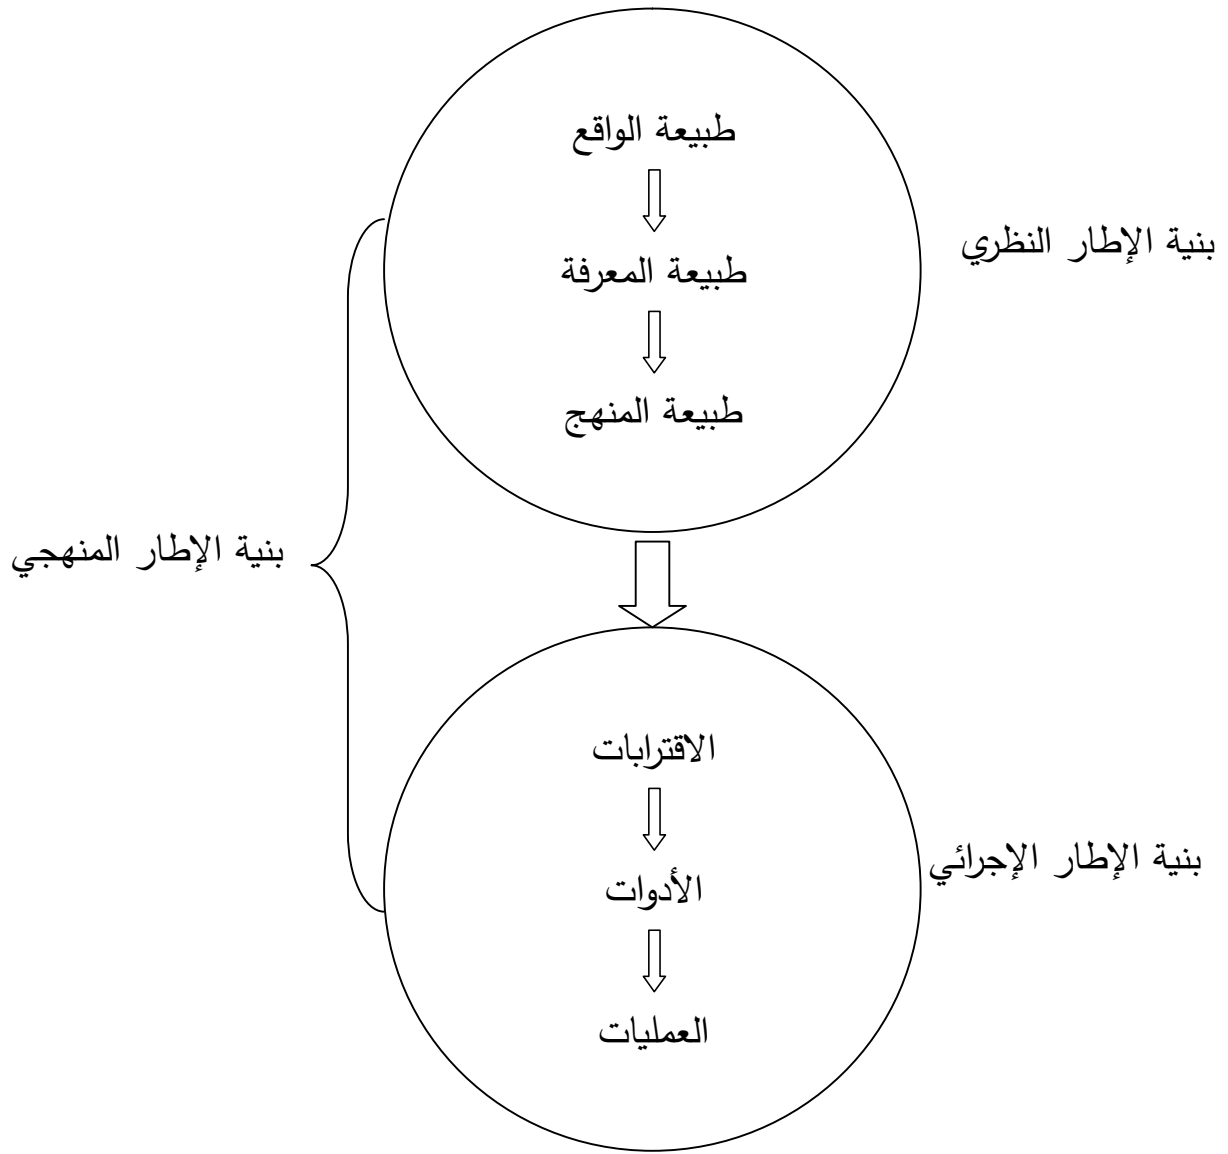 طبيعة الواقع
بنية الإطار النظري
طبيعة المعرفة
طبيعة المنهج
بنية الإطار المنهجي
الاقترابات
بنية الإطار الإجرائي
الأدوات
العمليات